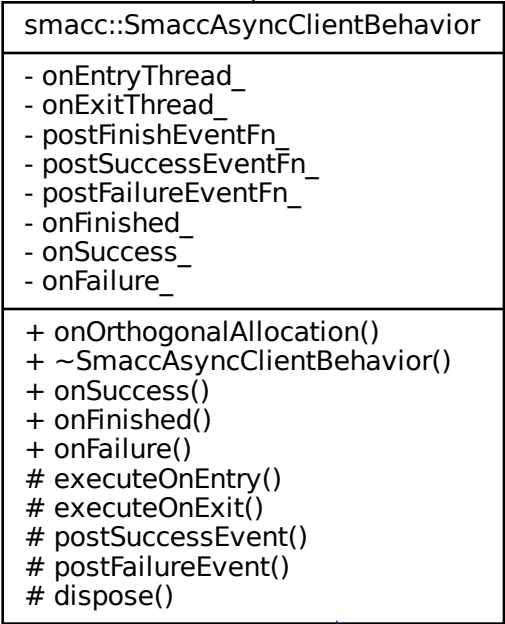 smacc::SmaccAsyncClientBehavior
- onEntryThread_
- onExitThread_
- postFinishEventFn_
- postSuccessEventFn_
- postFailureEventFn_
- onFinished_
- onSuccess_
- onFailure_
+ onOrthogonalAllocation()
+ ~SmaccAsyncClientBehavior()
+ onSuccess()
+ onFinished()
+ onFailure()
# executeOnEntry()
# executeOnExit()
# postSuccessEvent()
# postFailureEvent()
# dispose()